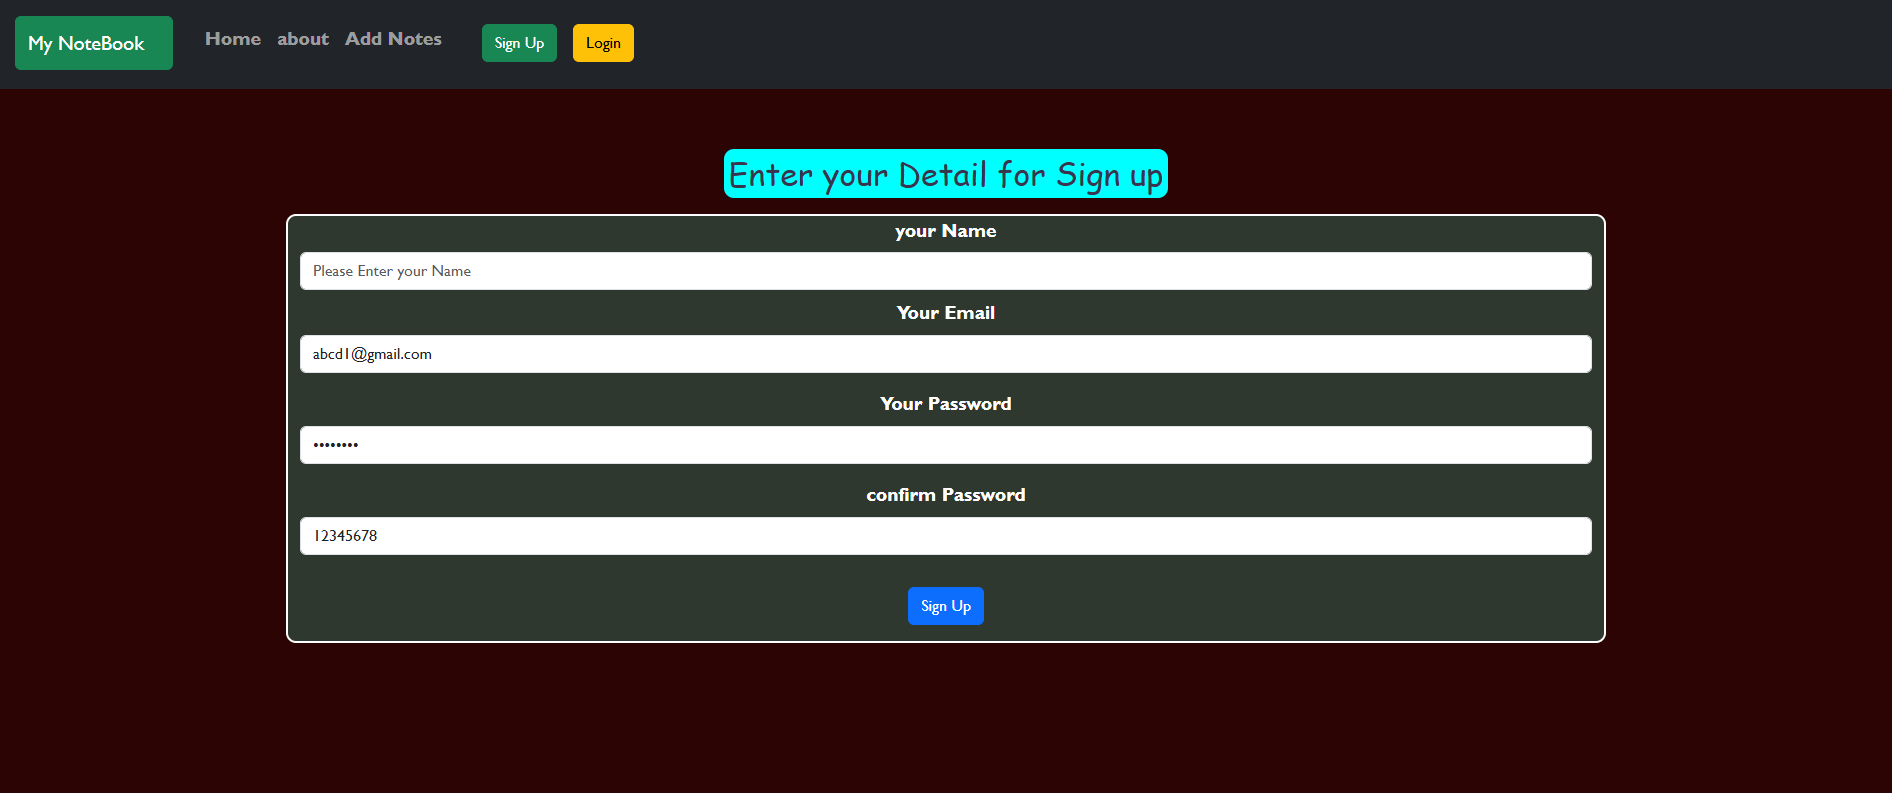 My NoteBook Home about Add Notes Sign Up Login
Enter your Detail for Sign up
your Name
Please Enter your Name
Your Email
abcd1@gmail.com
Your Password
••••••••
confirm Password
12345678
Sign Up